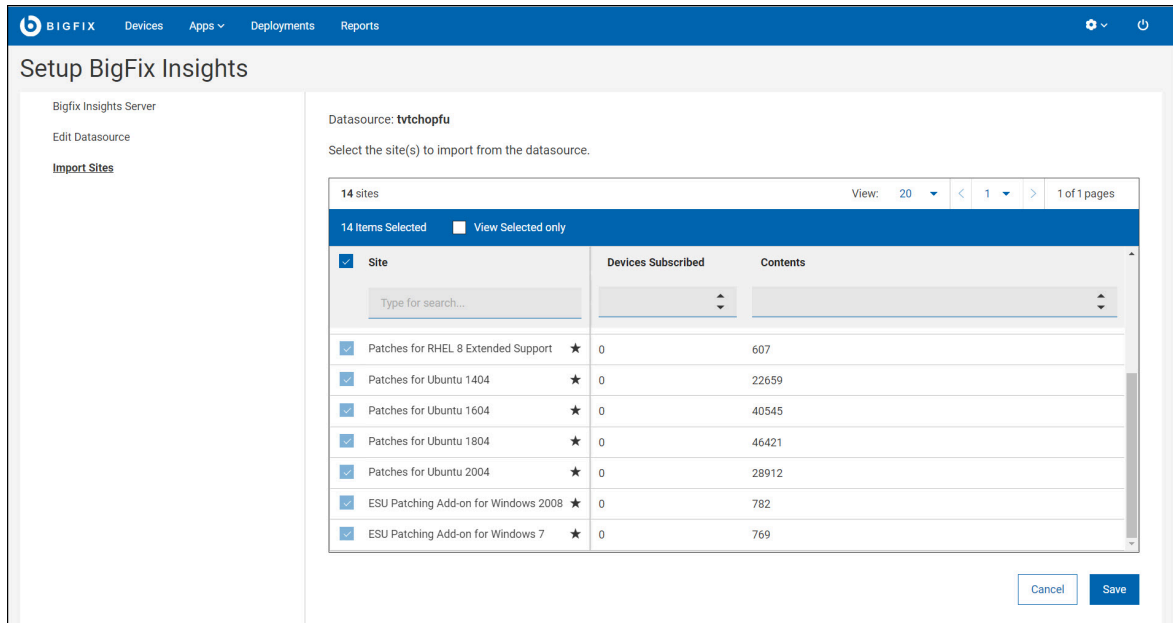 BIGFIX Devices Apps Deployments Reports
Setup BigFix Insights
Bigfix Insights Server
Edit Datasource
Import Sites
Datasource: tvtchopfu
Select the site(s) to import from the datasource.
14 sites View: 20 < 1 > 1 of 1 pages
14 Items Selected View Selected only
Site Devices Subscribed Contents
Type for search...
Patches for RHEL 8 Extended Support ★ 0 607
Patches for Ubuntu 1404 ★ 0 22659
Patches for Ubuntu 1604 ★ 0 40545
Patches for Ubuntu 1804 ★ 0 46421
Patches for Ubuntu 2004 ★ 0 28912
ESU Patching Add-on for Windows 2008 ★ 0 782
ESU Patching Add-on for Windows 7 ★ 0 769
Cancel Save